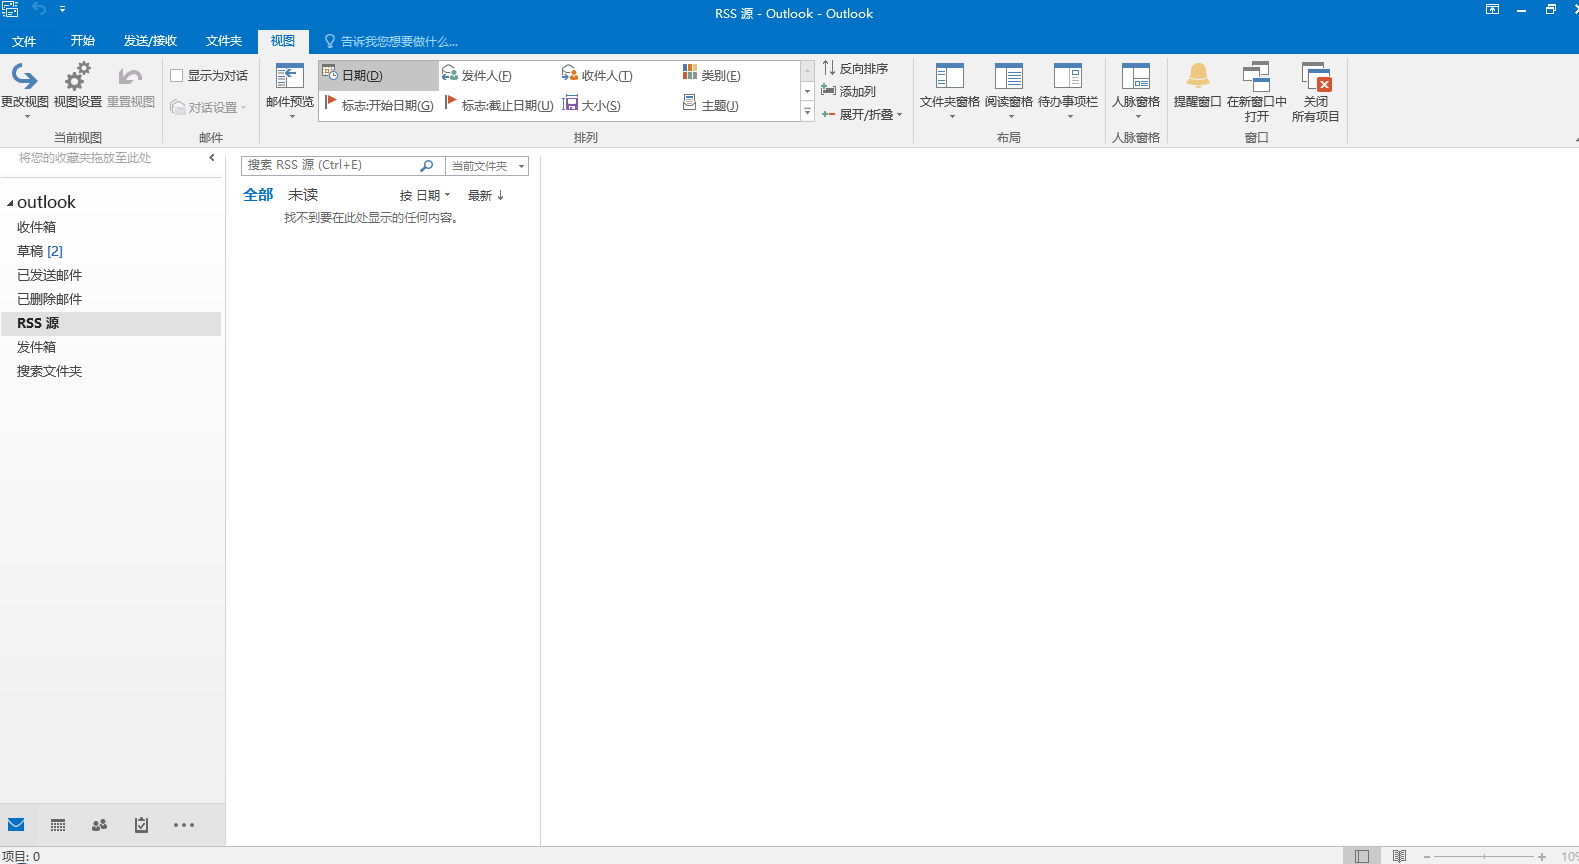 RSS 源 - Outlook - Outlook
文件 开始 发送/接收 文件夹 视图 告诉我您想要做什么...
更改视图 视图设置 重置视图
当前视图
显示为对话
对话设置
邮件
邮件预览
日期(D) 发件人(F) 收件人(T) 类别(E)
标志:开始日期(G) 标志:截止日期(U) 大小(S) 主题(J)
反向排序
添加列
展开/折叠
排列
文件夹窗格 阅读窗格 待办事项栏
布局
人脉窗格
人脉窗格
提醒窗口 在新窗口中打开 关闭所有项目
窗口
将您的收藏夹拖放至此处
outlook
收件箱
草稿 [2]
已发送邮件
已删除邮件
RSS 源
发件箱
搜索文件夹
搜索 RSS 源 (Ctrl+E) 当前文件夹
全部 未读 按 日期 最新 ↓
找不到要在此处显示的任何内容。
项目: 0